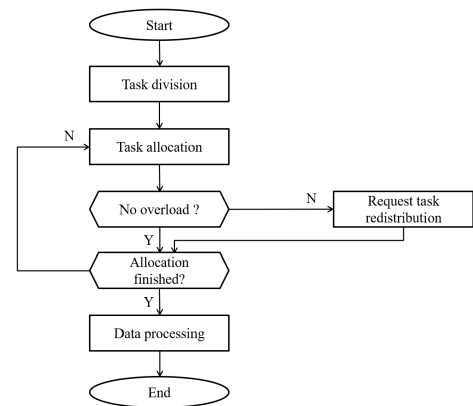 Start
Task division
N
Task allocation
No overload ?
N
Request task
redistribution
Y
Allocation
finished?
Y
Data processing
End